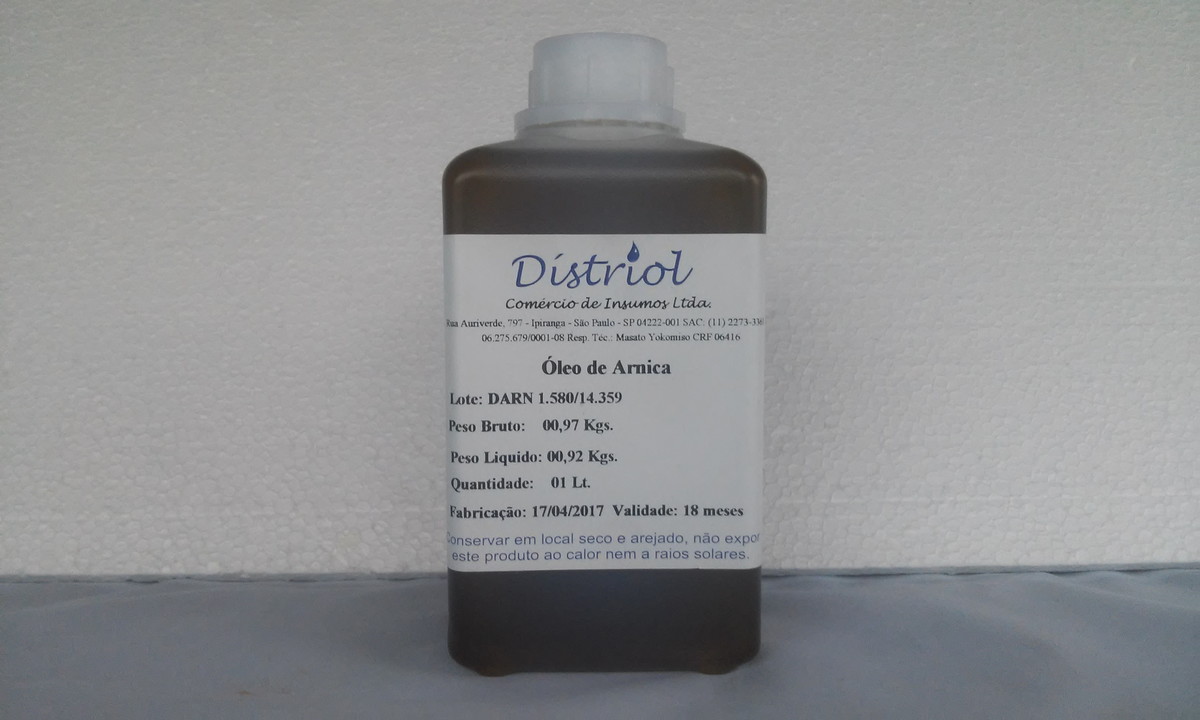 Distriol
Comércio de Insumos Ltda.
Rua Auriverde, 797 - Ipiranga - São Paulo - SP 04222-001 SAC: (11) 2273-
06.275.679/0001-08 Resp. Téc.: Masato Yokomiso CRF 06416
Óleo de Arnica
Lote: DARN 1.580/14.359
Peso Bruto: 00,97 Kgs.
Peso Liquido: 00,92 Kgs.
Quantidade: 01 Lt.
Fabricação: 17/04/2017 Validade: 18 meses
Conservar em local seco e arejado, não expor
este produto ao calor nem a raios solares.